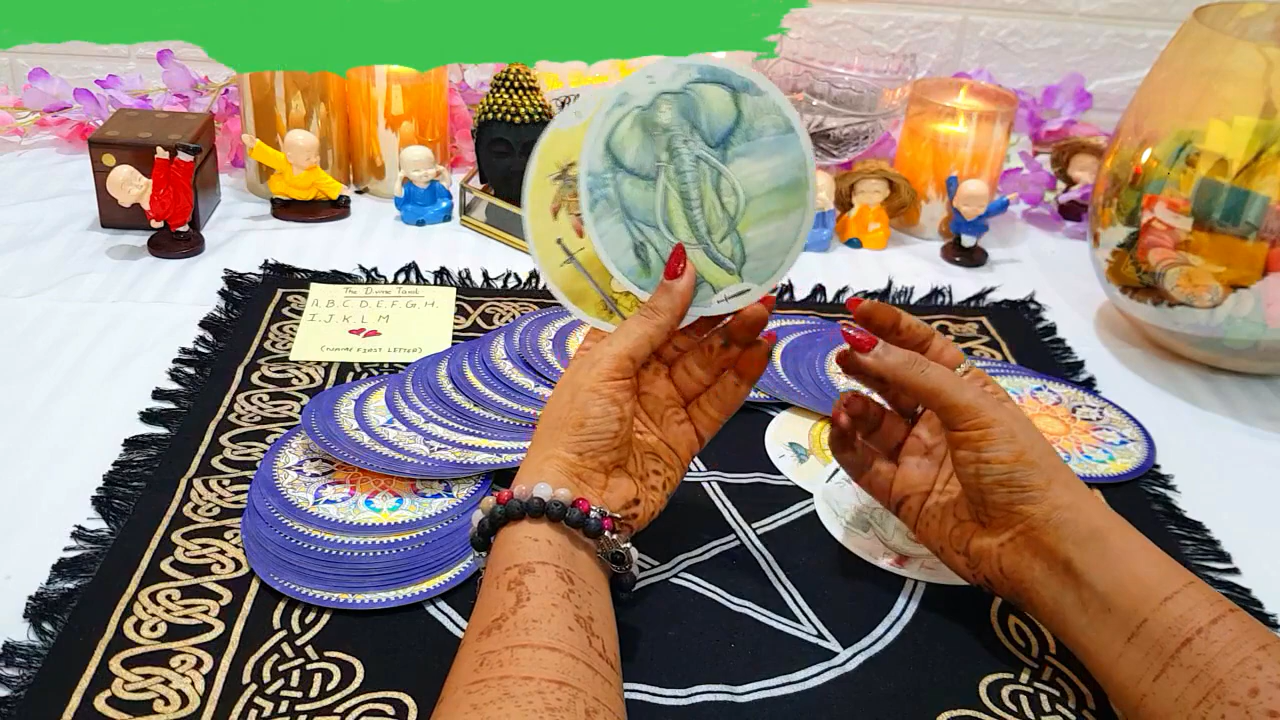 The Divine Tarot
A, B, C, D, E, F, G, H,
I, J, K, L, M
(NAME FIRST LETTER)